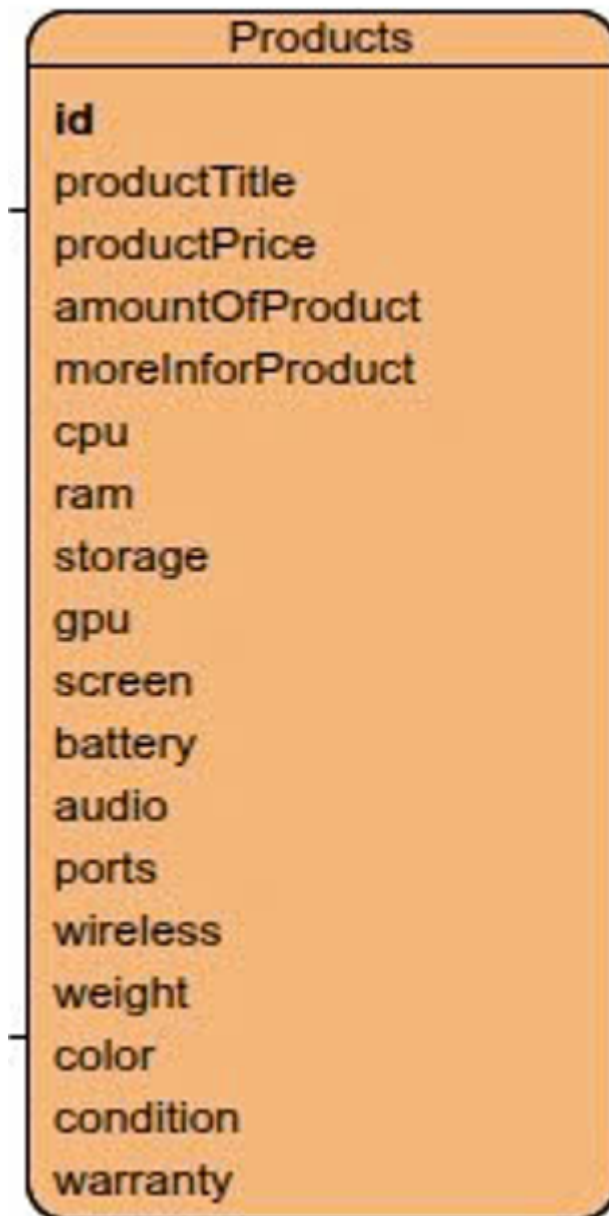 Products
id
productTitle
productPrice
amountOfProduct
moreInforProduct
cpu
ram
storage
gpu
screen
battery
audio
ports
wireless
weight
color
condition
warranty